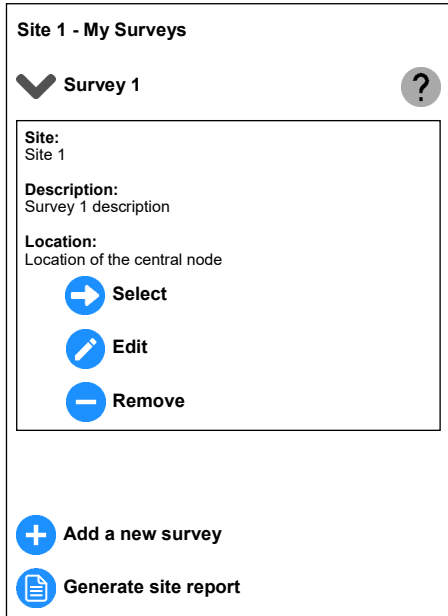 Site 1 - My Surveys
Survey 1
?
Site:
Site 1
Description:
Survey 1 description
Location:
Location of the central node
Select
Edit
Remove
Add a new survey
Generate site report